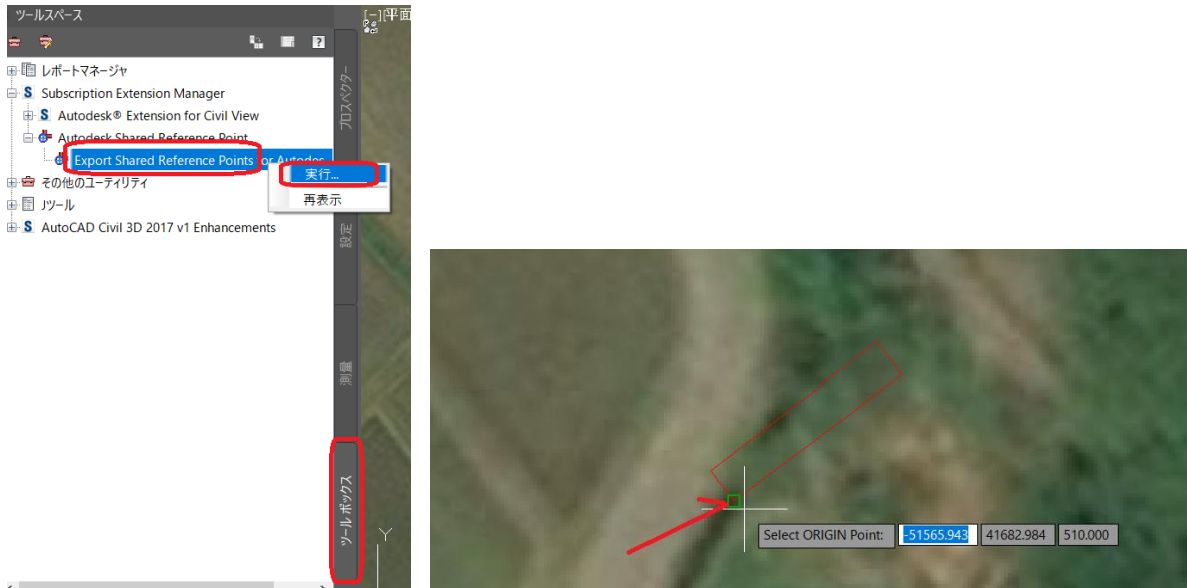 ツールスペース
[−]平面
レポートマネージャ
Subscription Extension Manager
Autodesk® Extension for Civil View
Autodesk Shared Reference Point
Export Shared Reference Points for Autodes
実行...
再表示
その他のユーティリティ
Jツール
AutoCAD Civil 3D 2017 v1 Enhancements
プロスペクター
設定
測量
ツール ボックス
Y
Select ORIGIN Point: -51565.943 41682.984 510.000